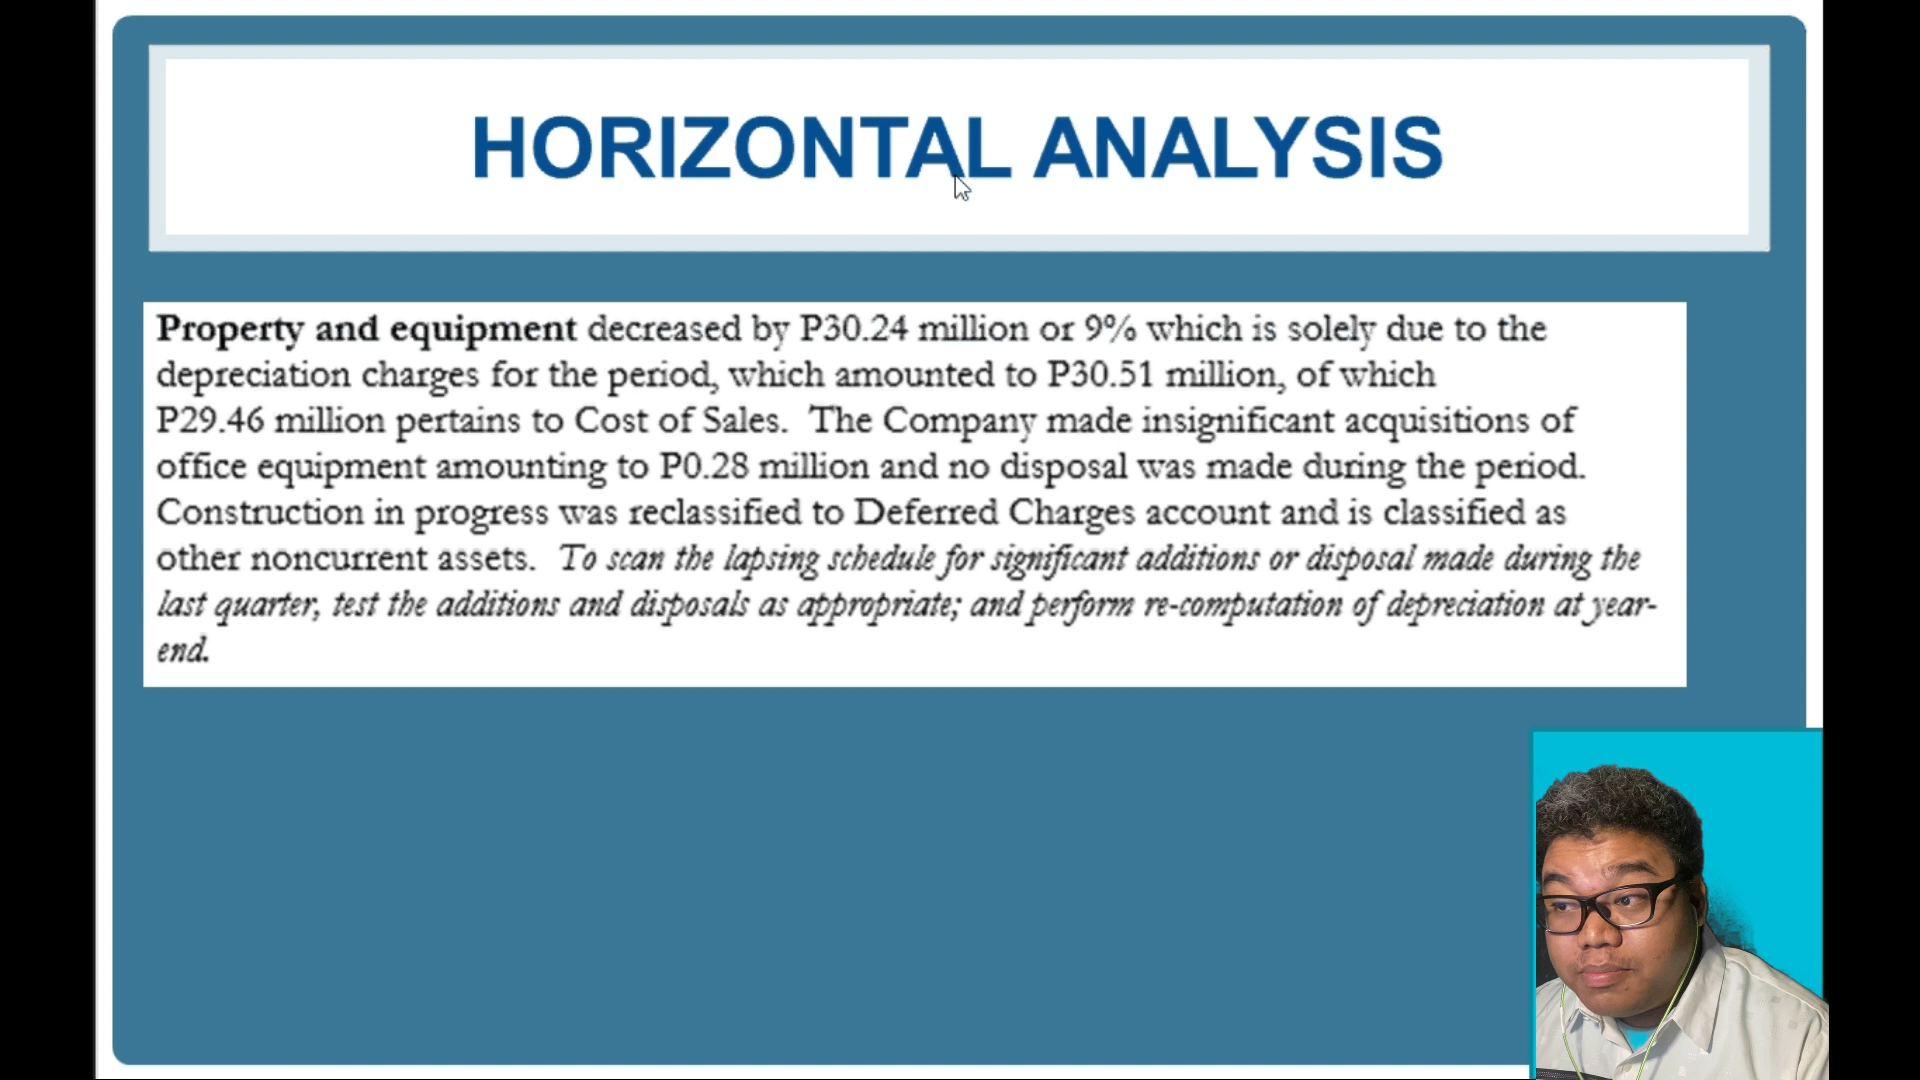 HORIZONTAL ANALYSIS
Property and equipment decreased by P30.24 million or 9% which is solely due to the
depreciation charges for the period, which amounted to P30.51 million, of which
P29.46 million pertains to Cost of Sales. The Company made insignificant acquisitions of
office equipment amounting to P0.28 million and no disposal was made during the period.
Construction in progress was reclassified to Deferred Charges account and is classified as
other noncurrent assets. To scan the lapsing schedule for significant additions or disposal made during the
last quarter, test the additions and disposals as appropriate; and perform re-computation of depreciation at year-
end.